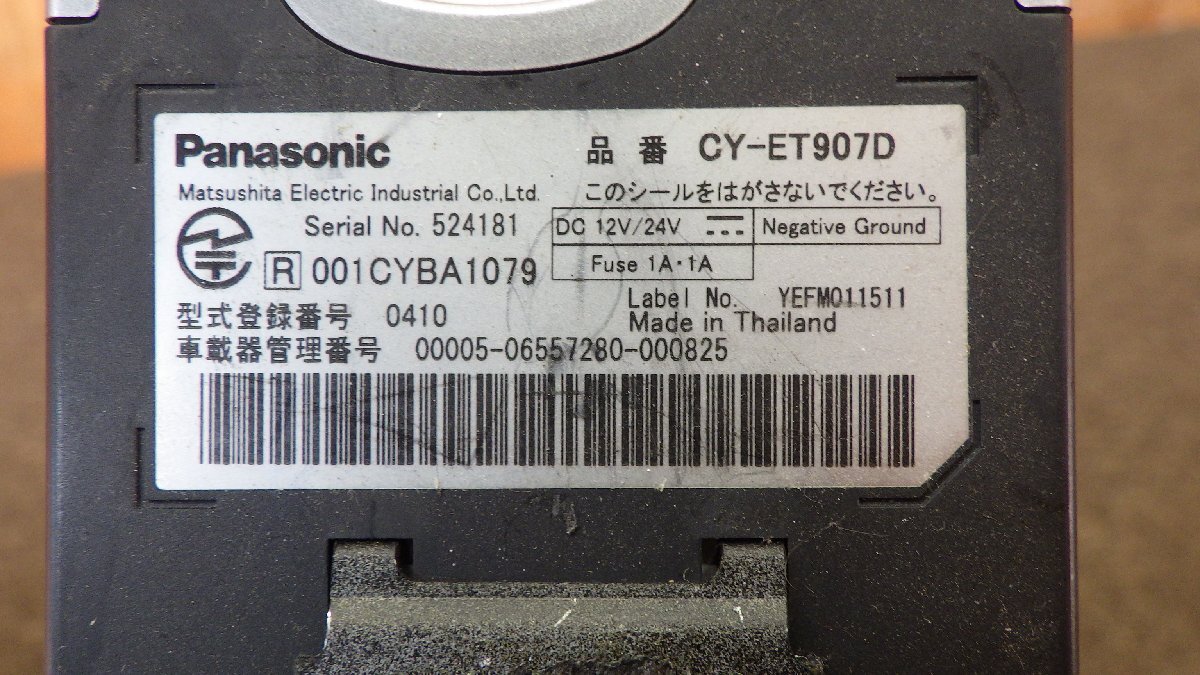 Panasonic
Matsushita Electric Industrial Co.,Ltd.
品番 CY-ET907D
このシールをはがさないでください。
Serial No. 524181
DC 12V/24V
Negative Ground
R 001CYBA1079
Fuse 1A・1A
Label No. YEFM011511
型式登録番号 0410
Made in Thailand
車載器管理番号 00005-06557280-000825